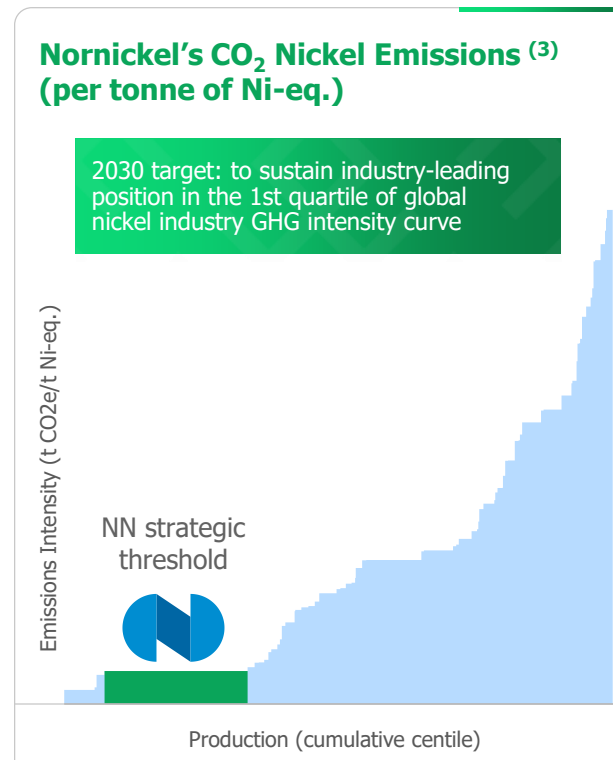 Nornickel's CO₂ Nickel Emissions ⁽³⁾
(per tonne of Ni-eq.)
2030 target: to sustain industry-leading
position in the 1st quartile of global
nickel industry GHG intensity curve
Emissions Intensity (t CO2e/t Ni-eq.)
NN strategic
threshold
Production (cumulative centile)